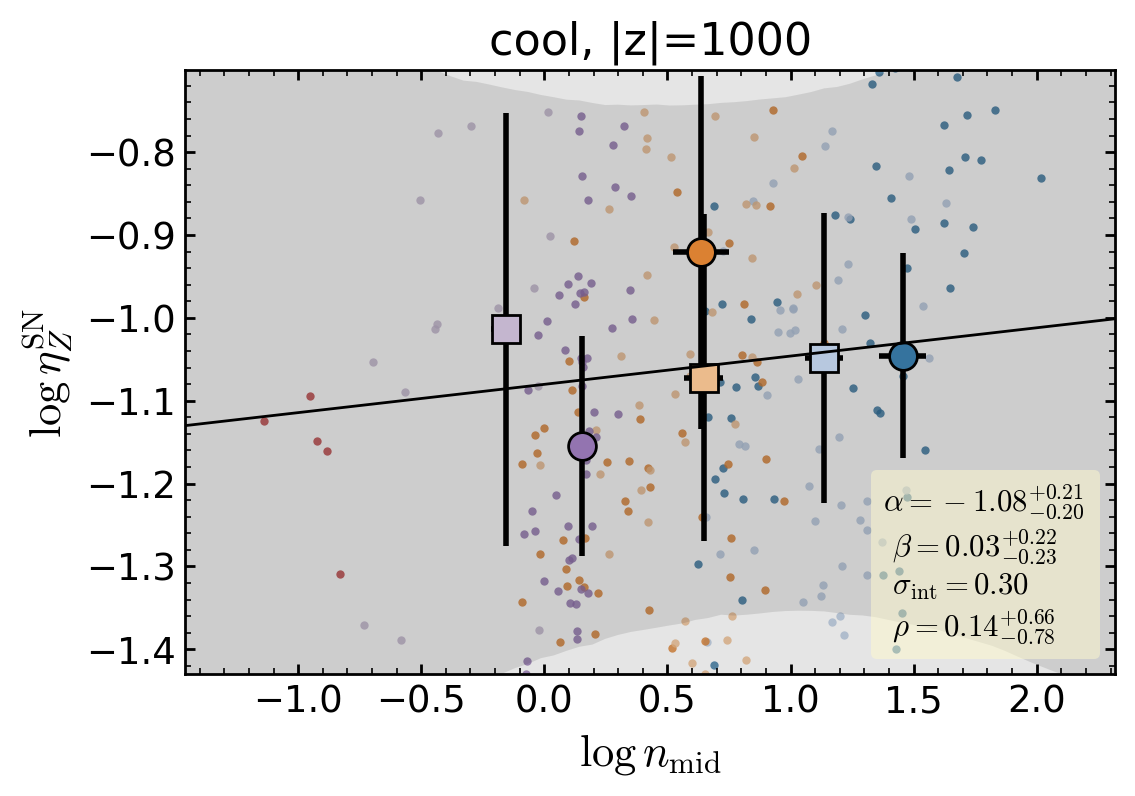 cool, |z|=1000
log η_Z^SN
−0.8
−0.9
−1.0
−1.1
−1.2
−1.3
−1.4
α = −1.08 +0.21 −0.20
β = 0.03 +0.22 −0.23
σ_int = 0.30
ρ = 0.14 +0.66 −0.78
−1.0 −0.5 0.0 0.5 1.0 1.5 2.0
log n_mid